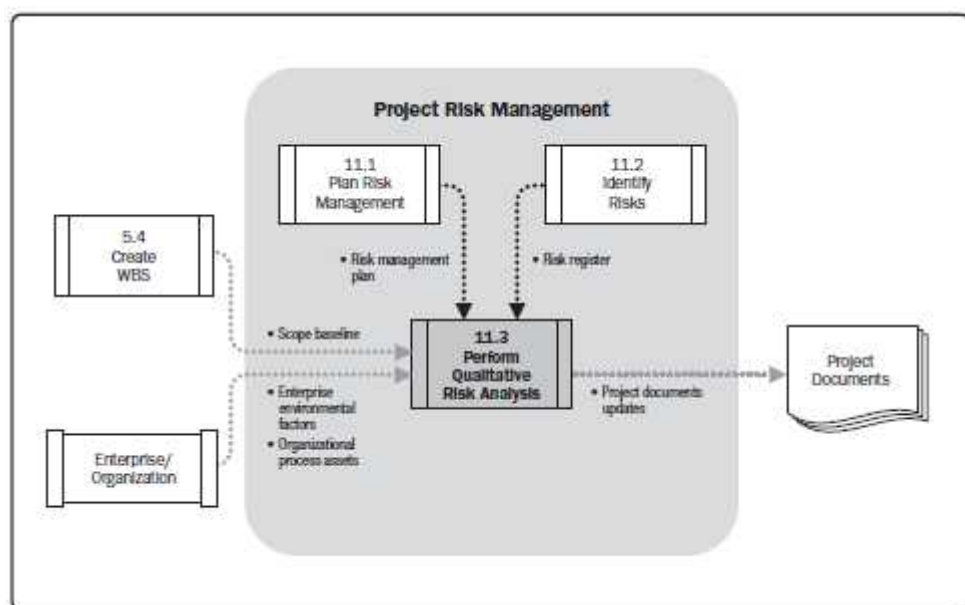 Project Risk Management
11.1
Plan Risk
Management
11.2
Identify
Risks
5.4
Create
WBS
• Risk management
plan
• Risk register
• Scope baseline
11.3
Perform
Qualitative
Risk Analysis
Project
Documents
• Enterprise
environmental
factors
• Organizational
process assets
• Project documents
updates
Enterprise/
Organization